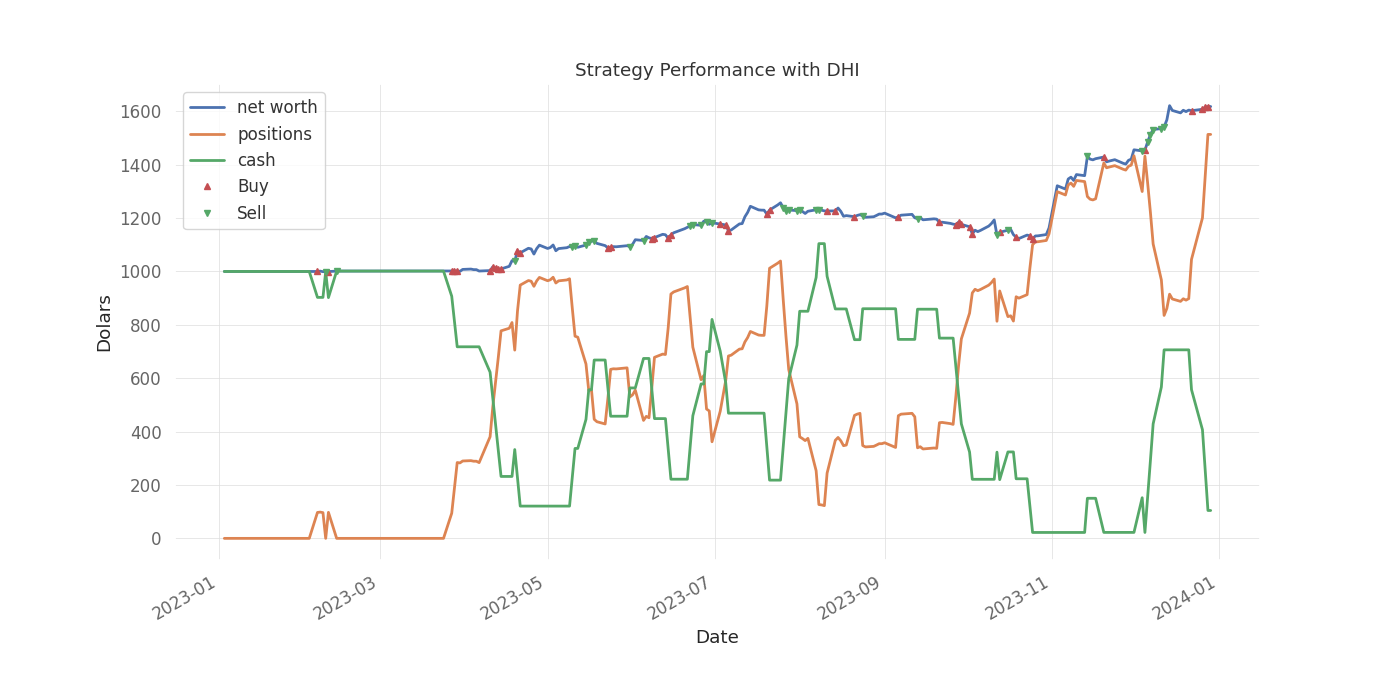 Strategy Performance with DHI
net worth
positions
cash
Buy
Sell
1600
1400
1200
1000
800
600
400
200
0
Dolars
2023-01
2023-03
2023-05
2023-07
2023-09
2023-11
2024-01
Date